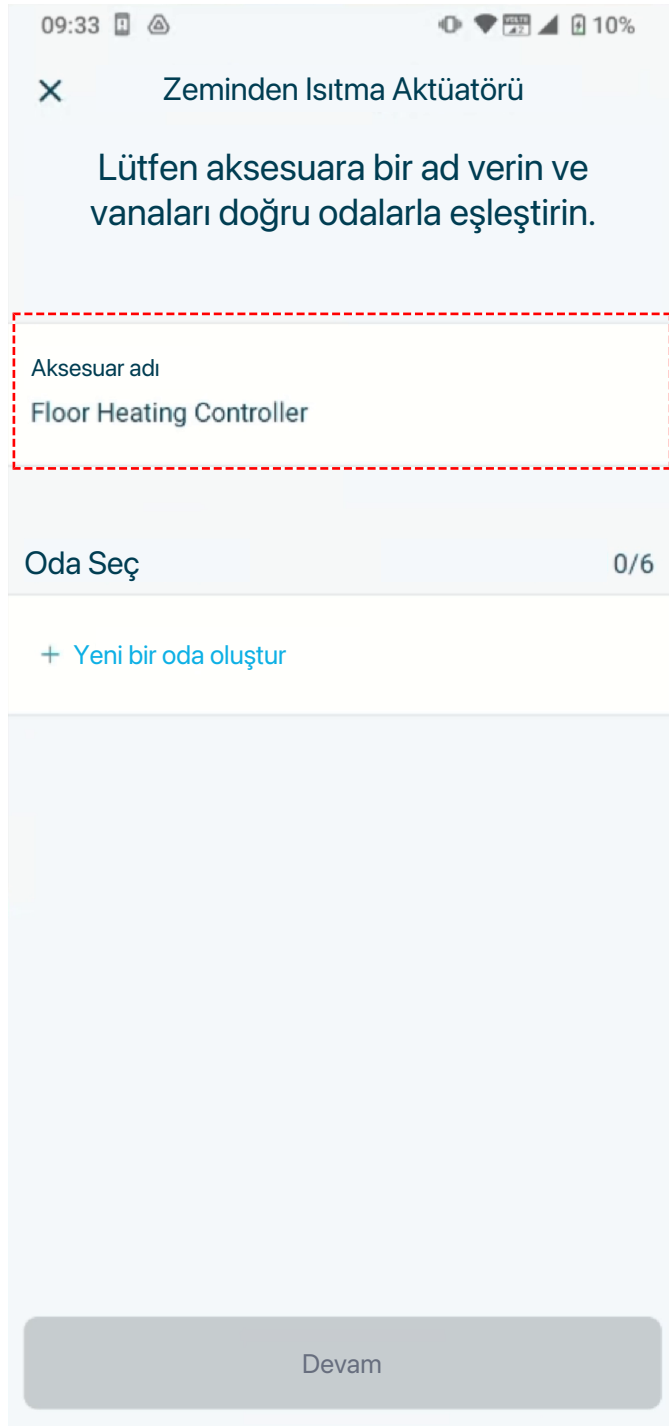 09:33 10%
Zeminden Isıtma Aktüatörü
Lütfen aksesuara bir ad verin ve
vanaları doğru odalarla eşleştirin.
Aksesuar adı
Floor Heating Controller
Oda Seç 0/6
+ Yeni bir oda oluştur
Devam